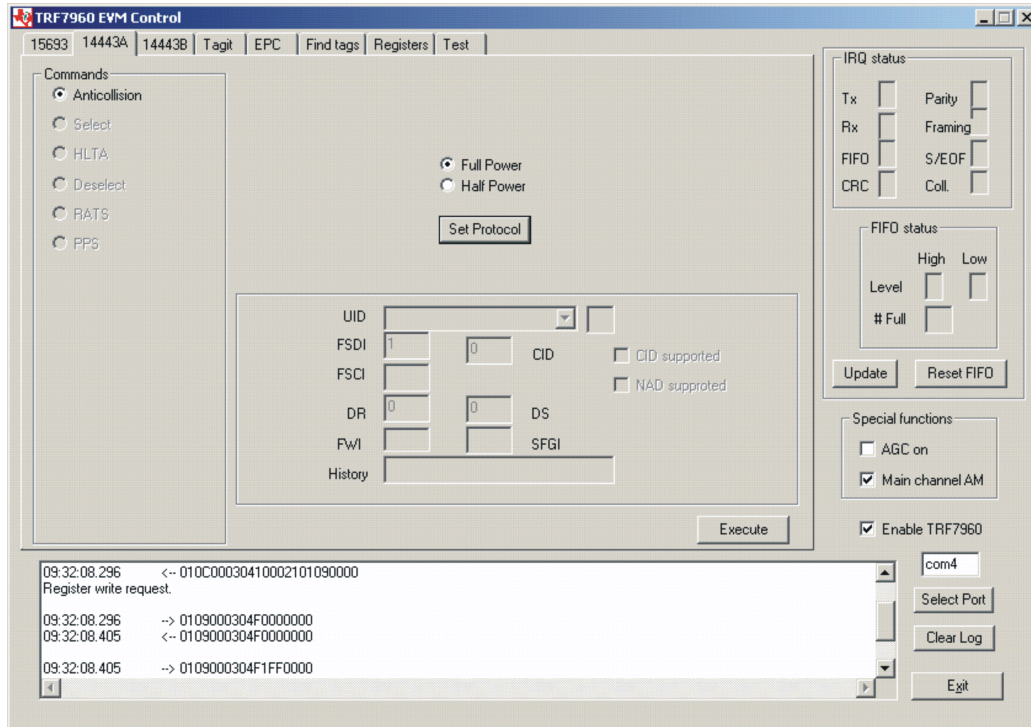 TRF7960 EVM Control
15693 14443A 14443B Tagit EPC Find tags Registers Test
Commands
Anticollision
Select
HLTA
Deselect
RATS
PPS
Full Power
Half Power
Set Protocol
UID
FSDI 1 0 CID CID supported
FSCI NAD supproted
DR 0 0 DS
FWI SFGI
History
Execute
IRQ status
Tx Parity
Rx Framing
FIFO S/EOF
CRC Coll.
FIFO status
High Low
Level
# Full
Update Reset FIFO
Special functions
AGC on
Main channel AM
Enable TRF7960
com4
Select Port
Clear Log
Exit
09:32:08.296 <-- 010C00030410002101090000
Register write request.
09:32:08.296 --> 0109000304F0000000
09:32:08.405 <-- 0109000304F0000000
09:32:08.405 --> 0109000304F1FF0000